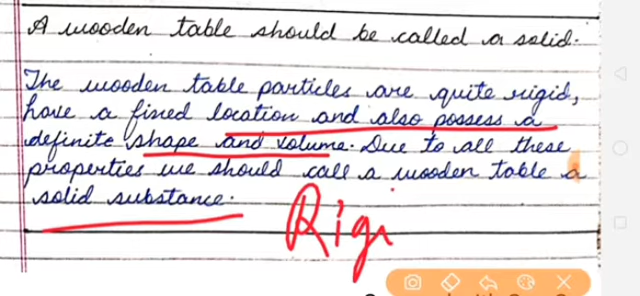 A wooden table should be called a solid.
The wooden table particles are quite rigid,
have a fixed location and also possess a
definite shape and volume. Due to all these
properties we should call a wooden table a
solid substance.
Rig